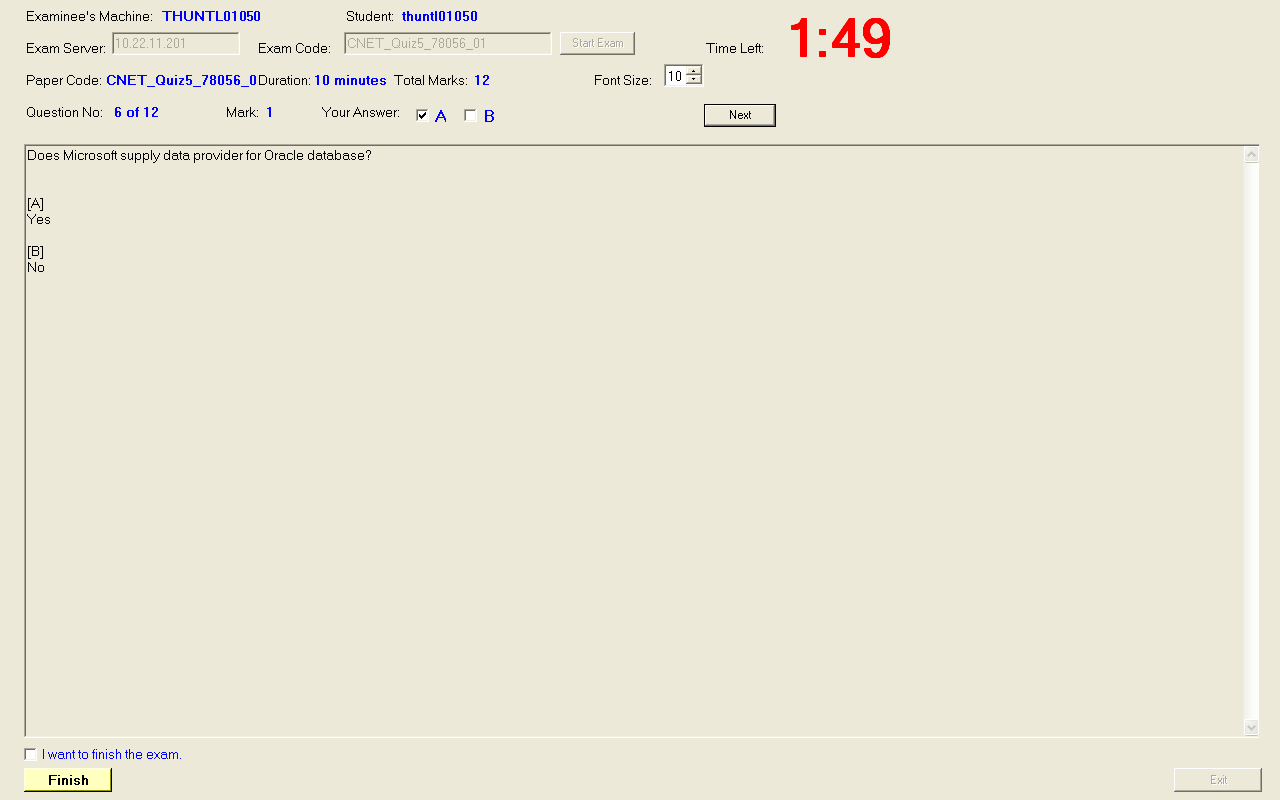 Examinee's Machine: THUNTL01050 Student: thuntl01050
1:49
Exam Server: 10.22.11.201 Exam Code: CNET_Quiz5_78056_01 Start Exam Time Left:
Paper Code: CNET_Quiz5_78056_0 Duration: 10 minutes Total Marks: 12 Font Size: 10
Question No: 6 of 12 Mark: 1 Your Answer: A B Next
Does Microsoft supply data provider for Oracle database?
[A]
Yes
[B]
No
I want to finish the exam.
Finish Exit